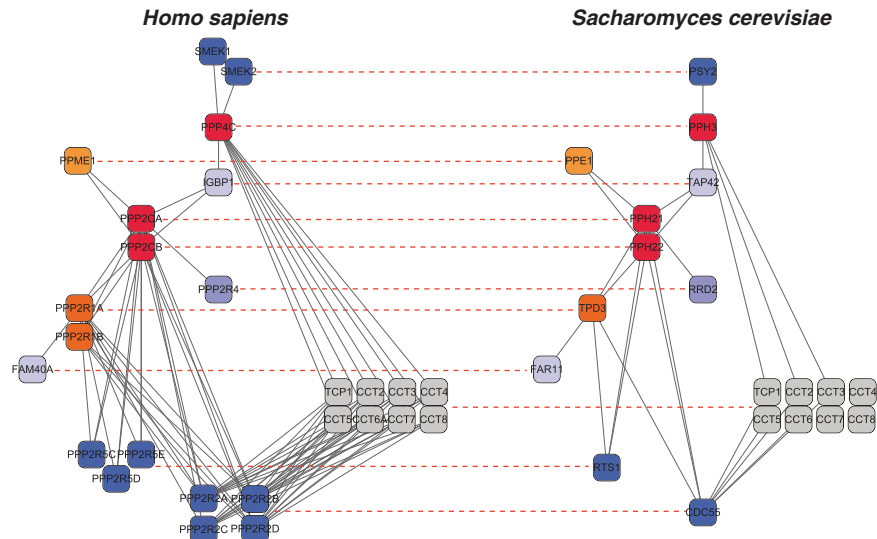 Homo sapiens
Sacharomyces cerevisiae
SMEK1
SMEK2
PSY2
PPP4C
PPH3
PPME1
PPE1
IGBP1
TAP42
PPP2CA
PPH21
PPP2CB
PPH22
PPP2R4
RRD2
PPP2R1A
TPD3
PPP2R1B
FAM40A
FAR11
TCP1 CCT2 CCT3 CCT4
TCP1 CCT2 CCT3 CCT4
CCT5 CCT6A CCT7 CCT8
CCT5 CCT6 CCT7 CCT8
PPP2R5C PPP2R5E
PPP2R5D
RTS1
PPP2R2A PPP2R2B
CDC55
PPP2R2C PPP2R2D